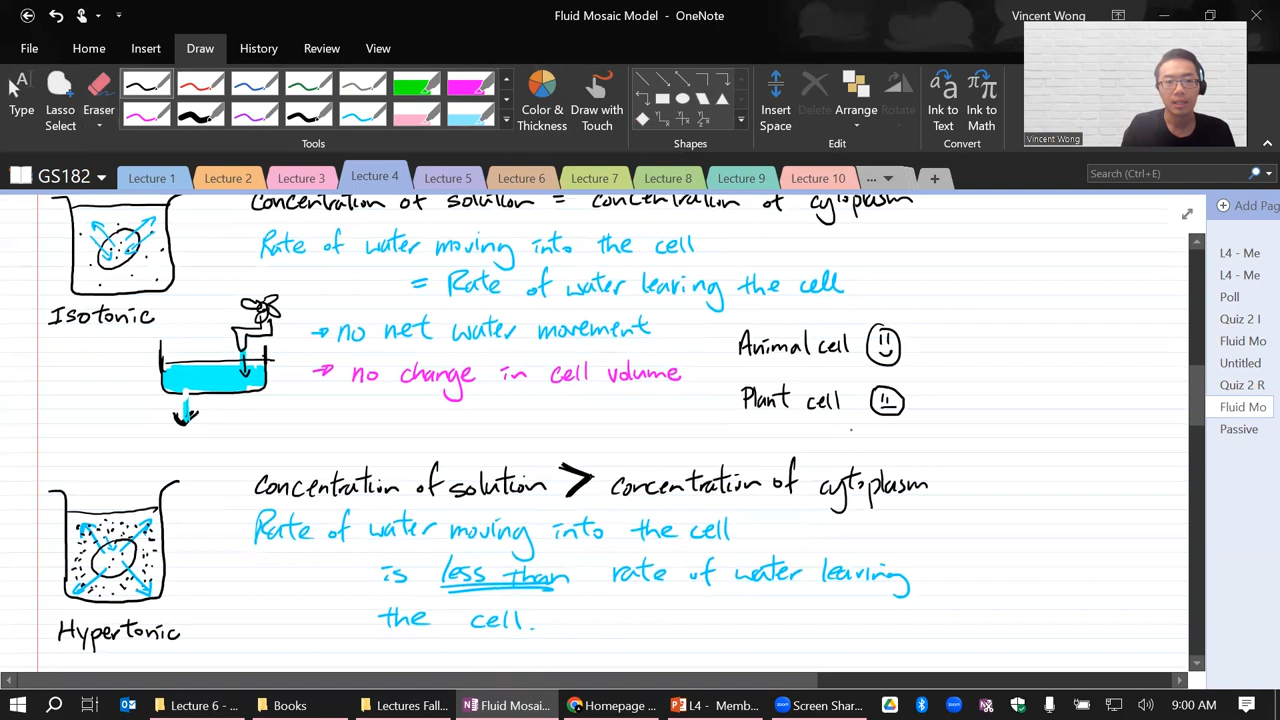 Fluid Mosaic Model - OneNote
Vincent Wong
File Home Insert Draw History Review View
Type
Lasso Select
Eraser
Color & Thickness
Draw with Touch
Insert Space
Delete
Arrange
Rotate
Ink to Text
Ink to Math
Tools
Shapes
Edit
Convert
Vincent Wong
GS182
Lecture 1 Lecture 2 Lecture 3 Lecture 4 Lecture 5 Lecture 6 Lecture 7 Lecture 8 Lecture 9 Lecture 10 ...
Search (Ctrl+E)
Add Pag
L4 - Me
L4 - Me
Poll
Quiz 2 I
Fluid Mo
Untitled
Quiz 2 R
Fluid Mo
Passive
Concentration of solution = concentration of cytoplasm
Rate of water moving into the cell
= Rate of water leaving the cell
Isotonic
→ no net water movement
→ no change in cell volume
Animal cell
Plant cell
concentration of solution > concentration of cytoplasm
Rate of water moving into the cell
is less than rate of water leaving
the cell.
Hypertonic
Lecture 6 - ...
Books
Lectures Fall...
Fluid Mosai...
Homepage ...
L4 - Memb...
Screen Shar...
9:00 AM